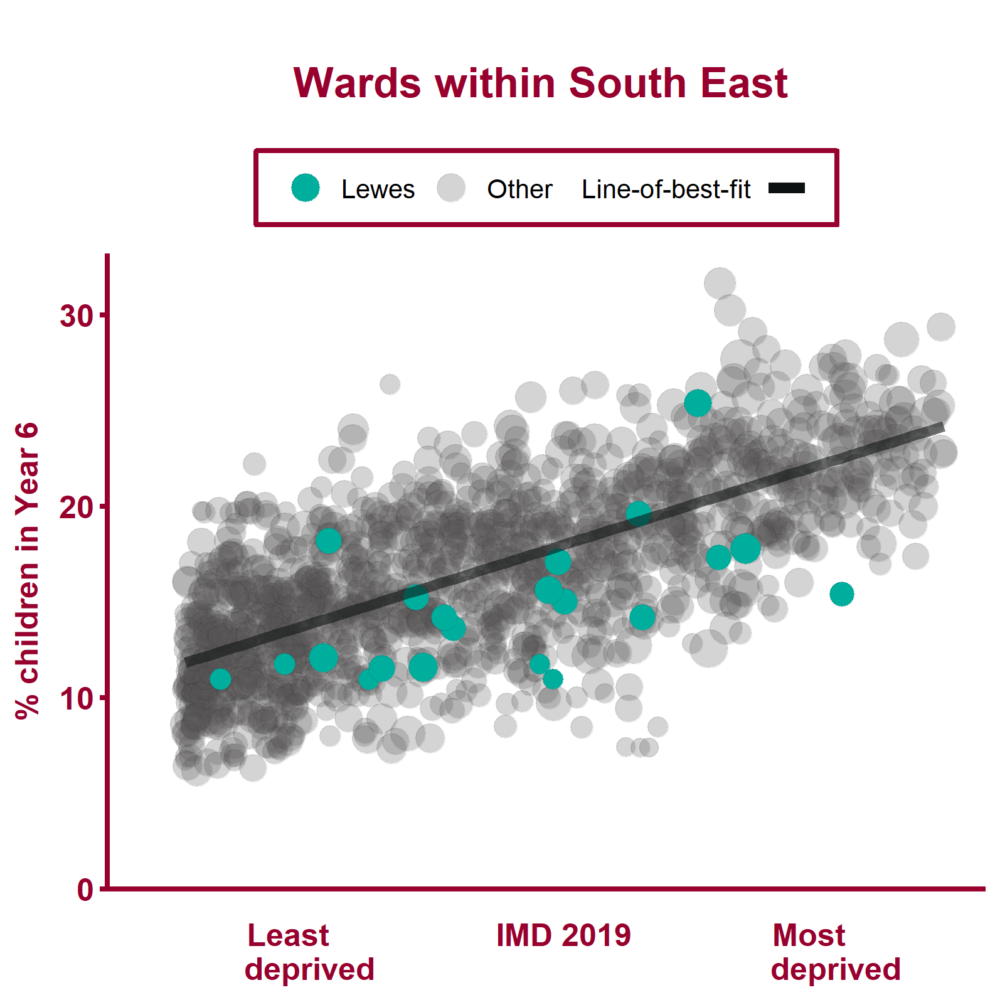 Wards within South East
Lewes Other Line-of-best-fit
% children in Year 6
30
20
10
0
Least deprived
IMD 2019
Most deprived